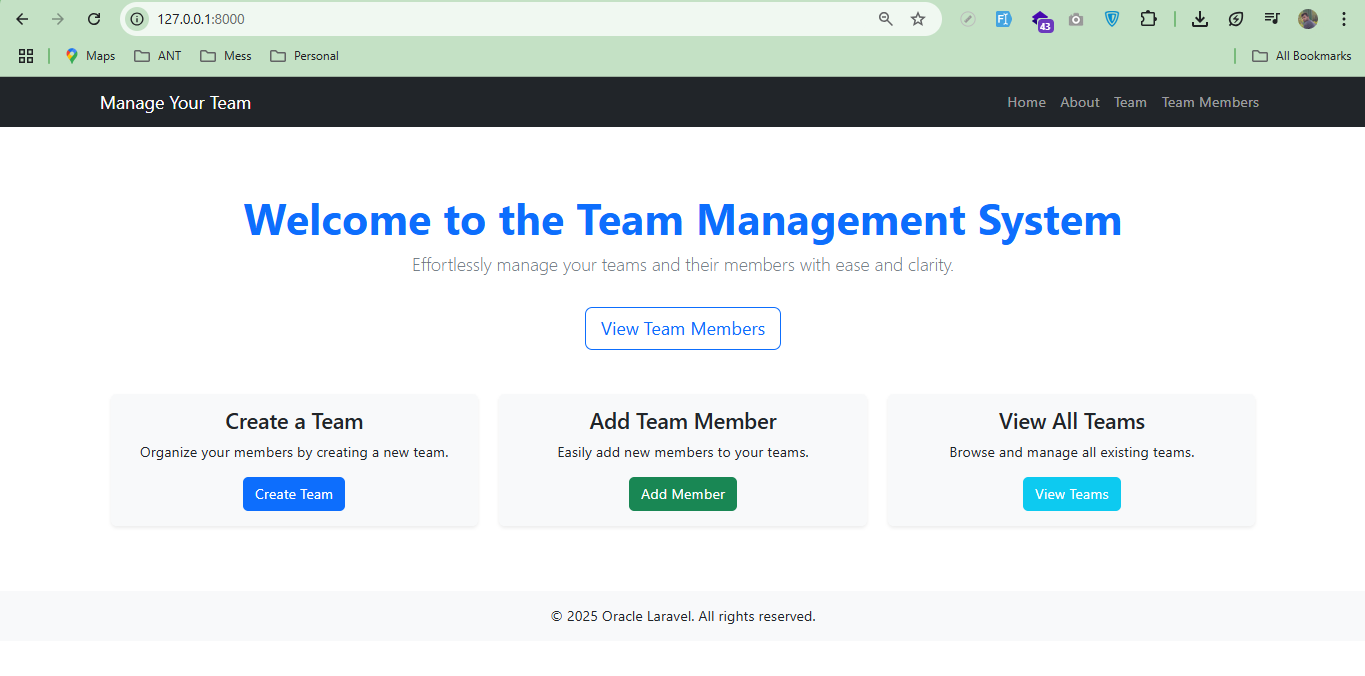 127.0.0.1:8000
43
Maps ANT Mess Personal All Bookmarks
Manage Your Team Home About Team Team Members
Welcome to the Team Management System
Effortlessly manage your teams and their members with ease and clarity.
View Team Members
Create a Team
Organize your members by creating a new team.
Create Team
Add Team Member
Easily add new members to your teams.
Add Member
View All Teams
Browse and manage all existing teams.
View Teams
© 2025 Oracle Laravel. All rights reserved.